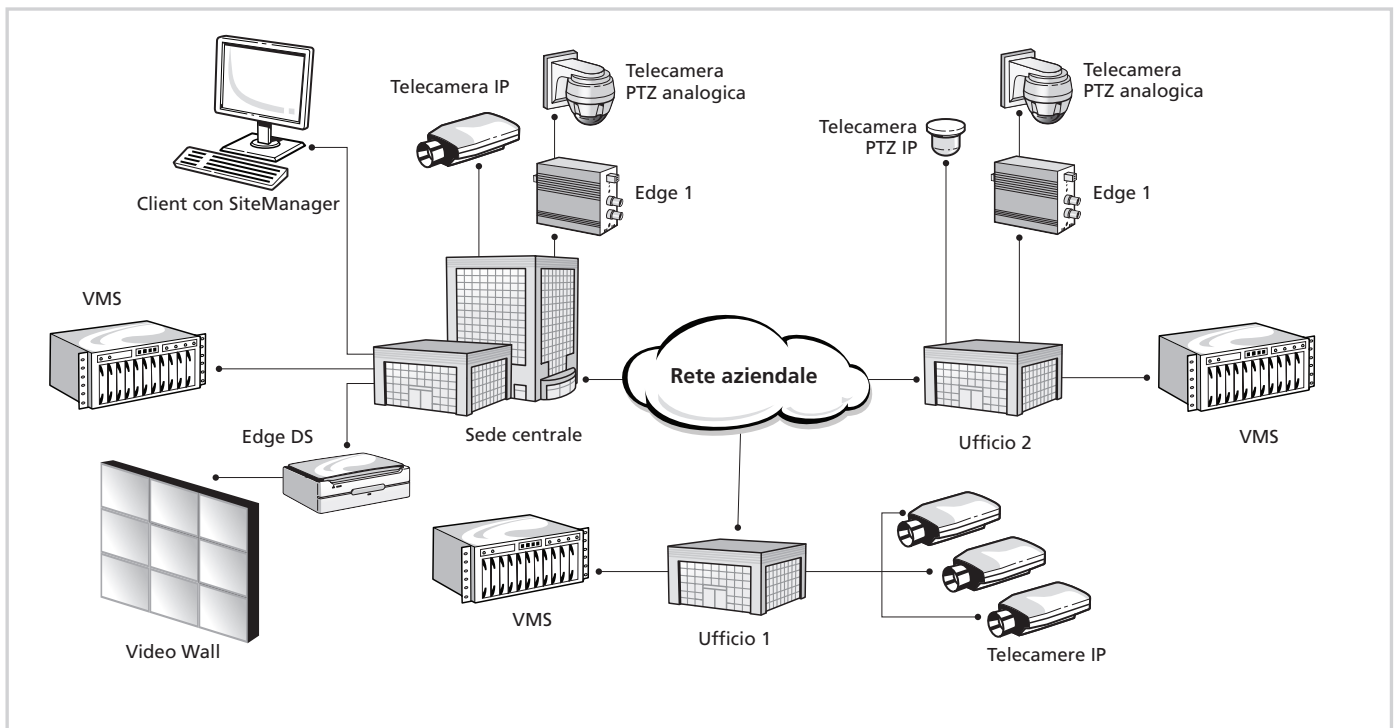 Telecamera IP
Telecamera
PTZ analogica
Telecamera
PTZ analogica
Telecamera
PTZ IP
Edge 1
Edge 1
Client con SiteManager
VMS
Rete aziendale
Edge DS
Sede centrale
Ufficio 2
VMS
VMS
Ufficio 1
Video Wall
Telecamere IP